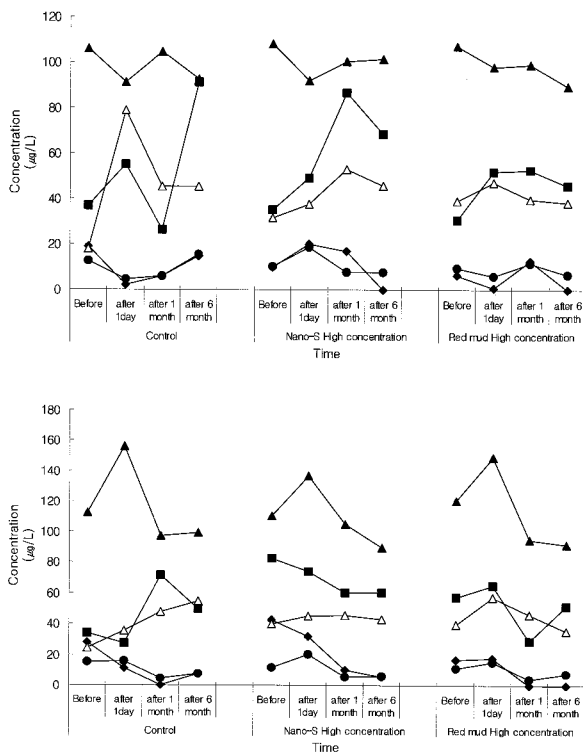 120
100
80
60
40
20
0
Concentration
(㎍/L)
Before
after
1day
after 1
month
after 6
month
Before
after
1day
after 1
month
after 6
month
Before
after
1day
after 1
month
after 6
month
Control
Nano-S High concentration
Red mud High concentration
Time
180
160
140
120
100
80
60
40
20
0
Concentration
(㎍/L)
Before
after
1day
after 1
month
after 6
month
Before
after
1day
after 1
month
after 6
month
Before
after
1day
after 1
month
after 6
month
Control
Nano-S High concentration
Red mud High concentration
Time